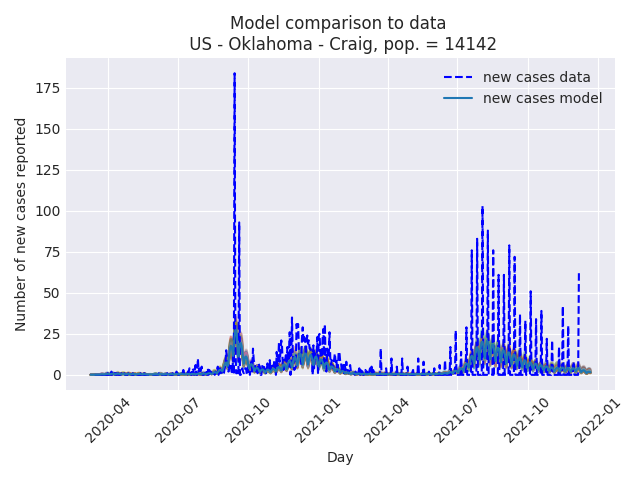 Model comparison to data
US - Oklahoma - Craig, pop. = 14142
new cases data
new cases model
Number of new cases reported
175
150
125
100
75
50
25
0
2020-04
2020-07
2020-10
2021-01
2021-04
2021-07
2021-10
2022-01
Day